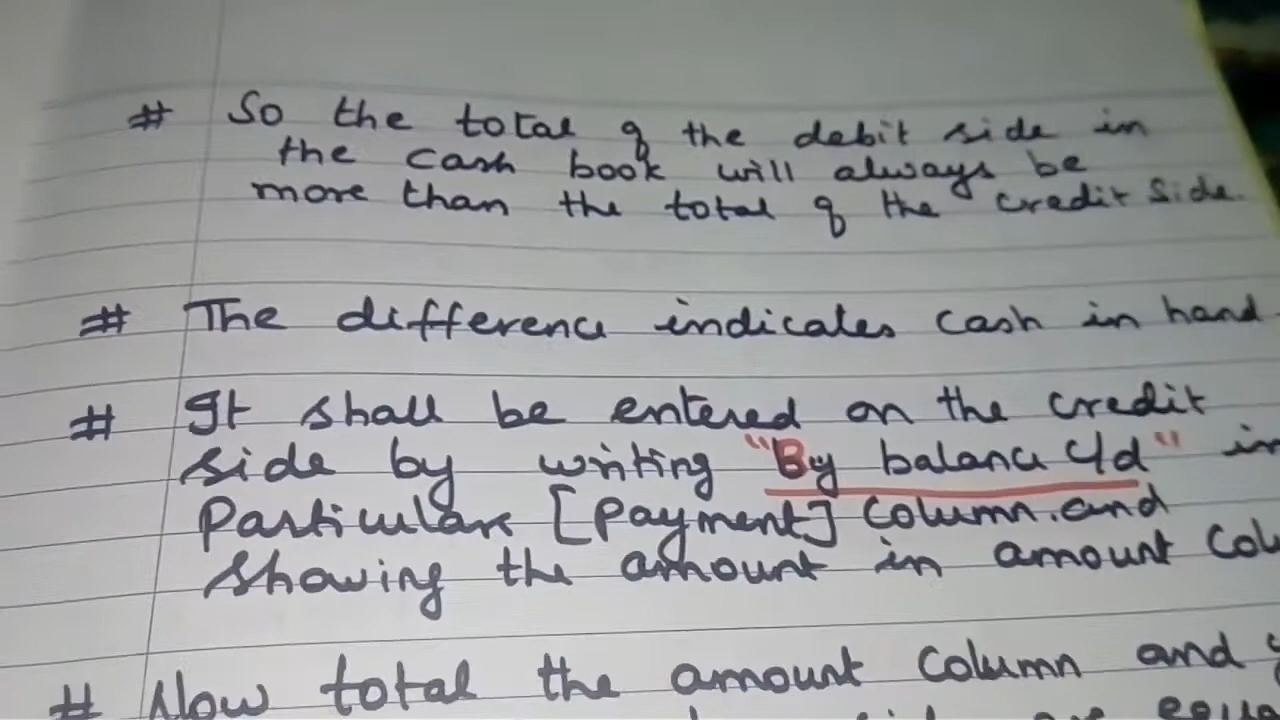 # So the total of the debit side in
the cash book will always be
more than the total of the credit side.
# The difference indicates cash in hand
# It shall be entered on the credit
side by writing "By balance c/d" in
Particulars [Payment] column. and
showing the amount in amount Colu
# Now total the amount column and